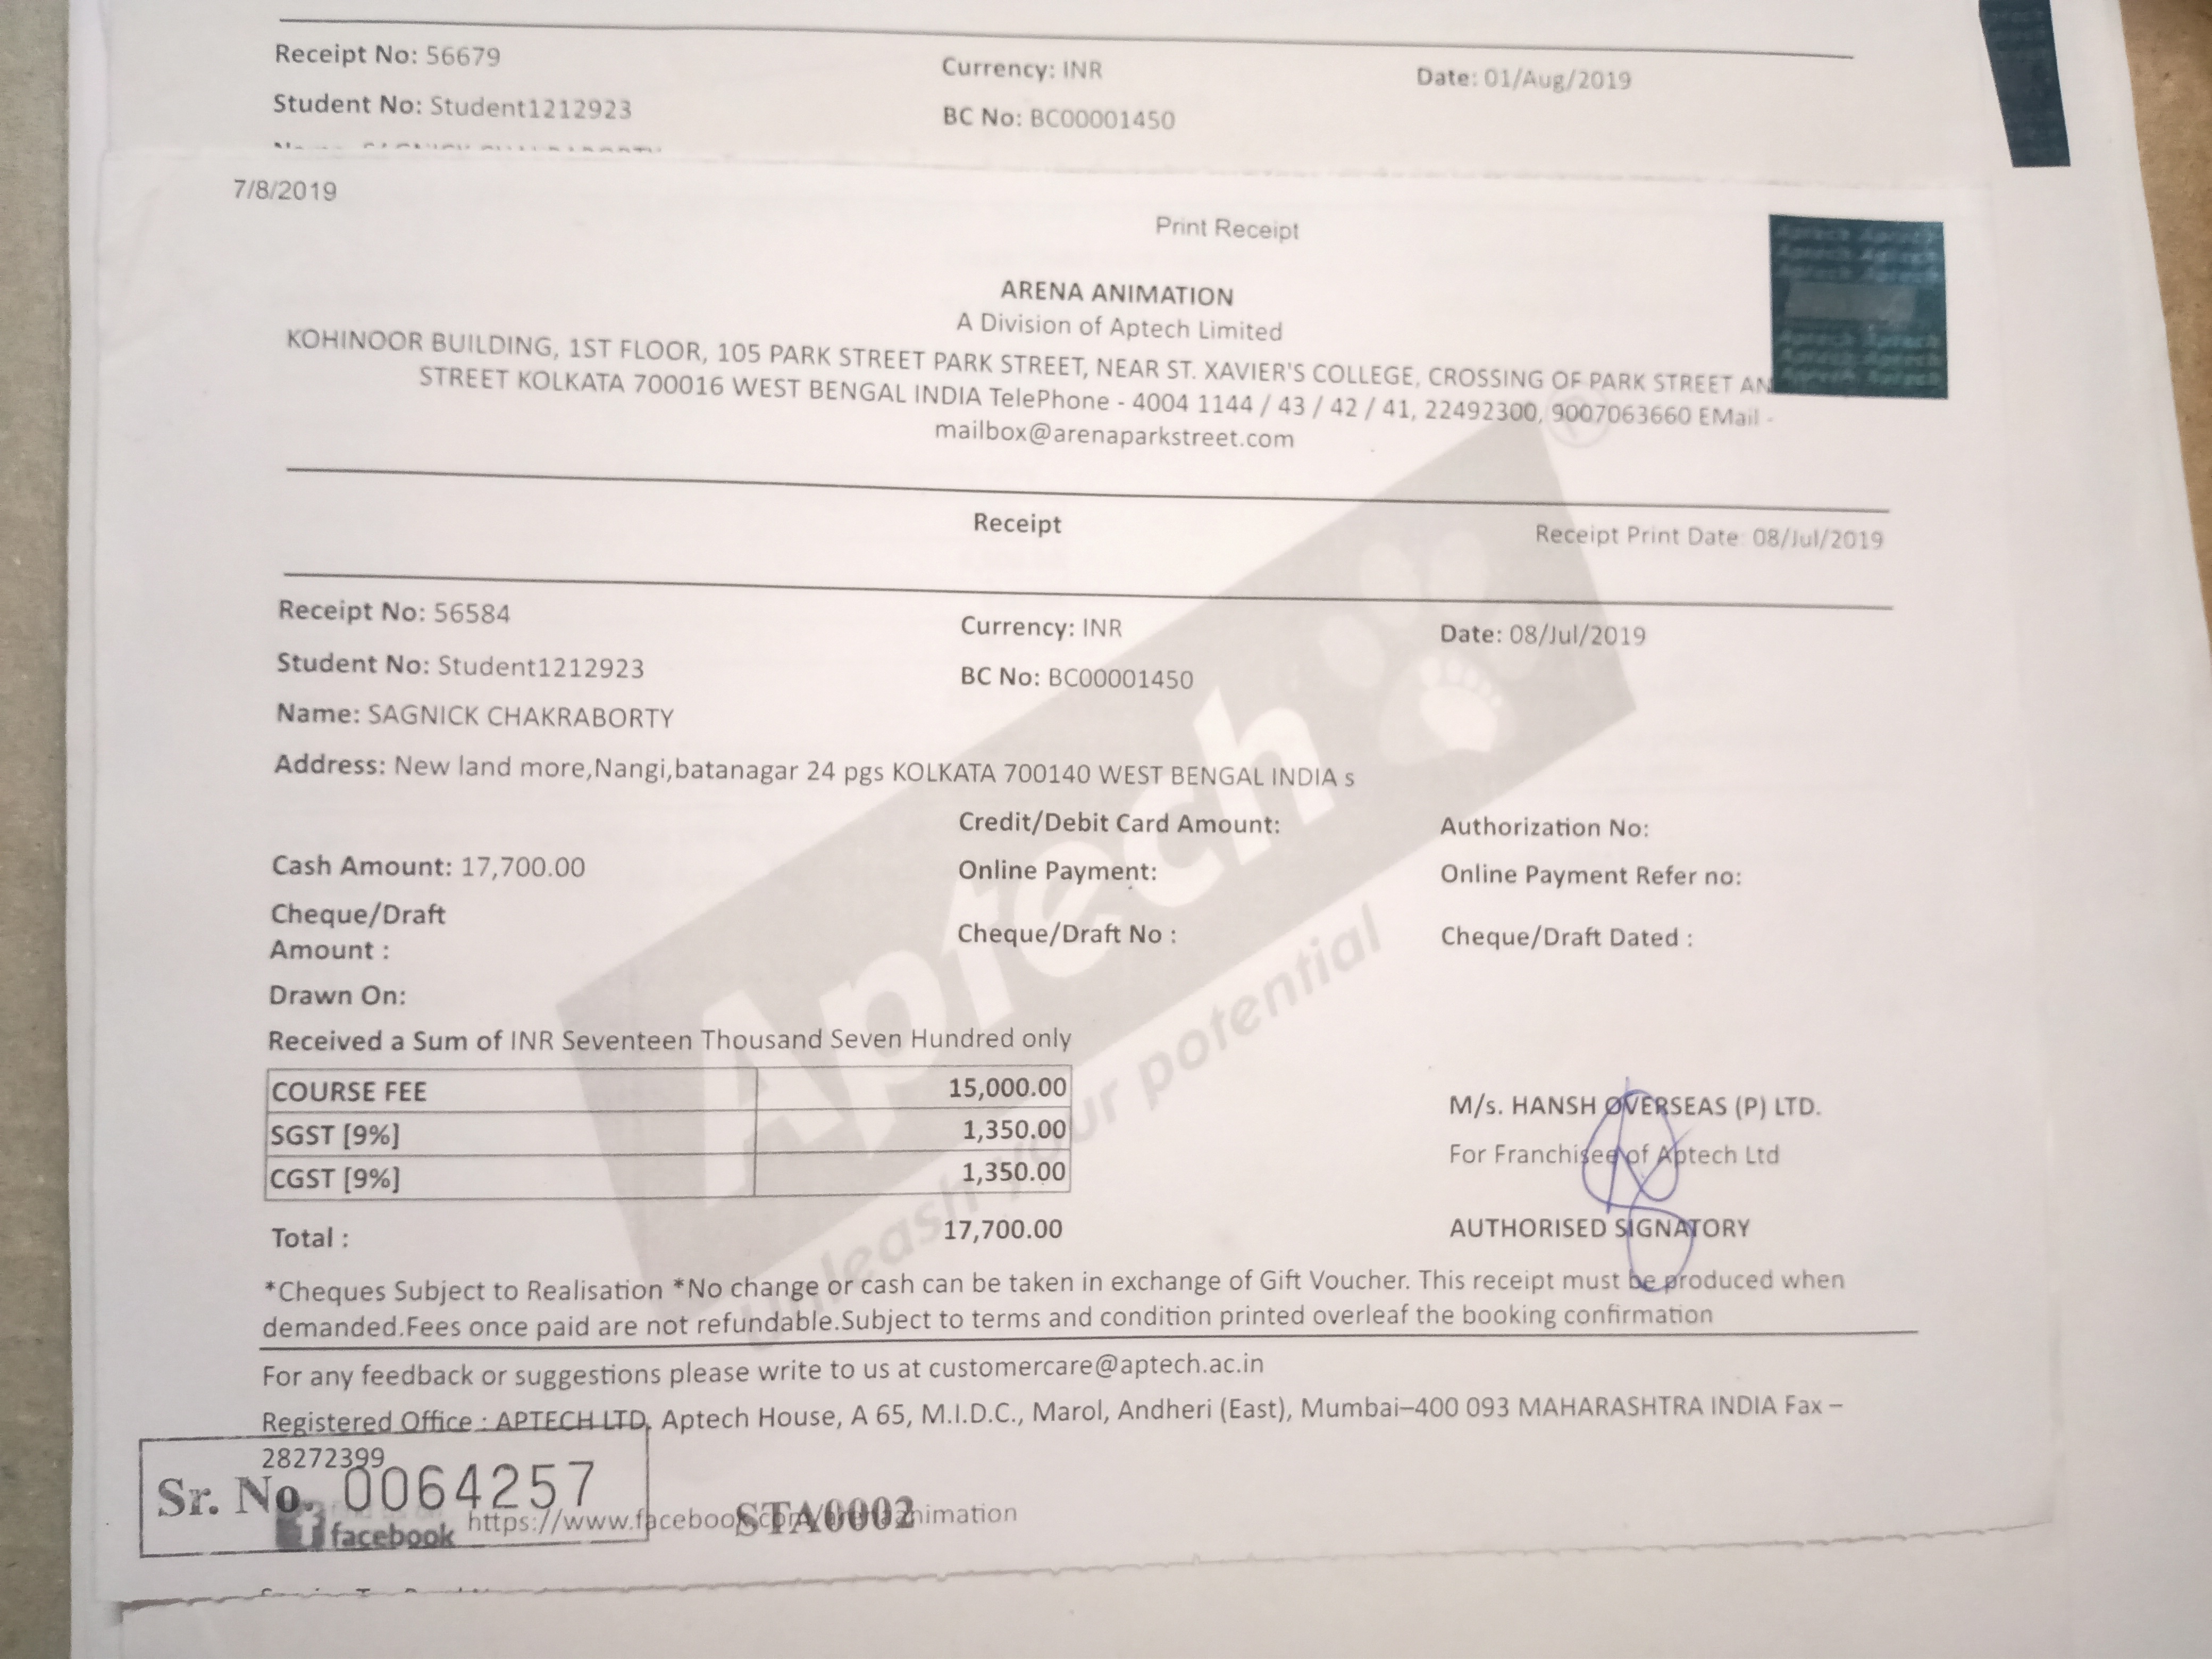 Receipt No: 56679 Currency: INR Date: 01/Aug/2019
Student No: Student1212923 BC No: BC00001450
7/8/2019
Print Receipt
ARENA ANIMATION
A Division of Aptech Limited
KOHINOOR BUILDING, 1ST FLOOR, 105 PARK STREET PARK STREET, NEAR ST. XAVIER'S COLLEGE, CROSSING OF PARK STREET AN
STREET KOLKATA 700016 WEST BENGAL INDIA TelePhone - 4004 1144 / 43 / 42 / 41, 22492300, 9007063660 EMail -
mailbox@arenaparkstreet.com
Receipt Receipt Print Date: 08/Jul/2019
Receipt No: 56584 Currency: INR Date: 08/Jul/2019
Student No: Student1212923 BC No: BC00001450
Name: SAGNICK CHAKRABORTY
Address: New land more,Nangi,batanagar 24 pgs KOLKATA 700140 WEST BENGAL INDIA s
Credit/Debit Card Amount: Authorization No:
Cash Amount: 17,700.00 Online Payment: Online Payment Refer no:
Cheque/Draft
Amount : Cheque/Draft No : Cheque/Draft Dated :
Drawn On:
Received a Sum of INR Seventeen Thousand Seven Hundred only
COURSE FEE 15,000.00
SGST [9%] 1,350.00
CGST [9%] 1,350.00
Total : 17,700.00
M/s. HANSH OVERSEAS (P) LTD.
For Franchisee of Aptech Ltd
AUTHORISED SIGNATORY
*Cheques Subject to Realisation *No change or cash can be taken in exchange of Gift Voucher. This receipt must be produced when
demanded.Fees once paid are not refundable.Subject to terms and condition printed overleaf the booking confirmation
For any feedback or suggestions please write to us at customercare@aptech.ac.in
Registered Office : APTECH LTD, Aptech House, A 65, M.I.D.C., Marol, Andheri (East), Mumbai–400 093 MAHARASHTRA INDIA Fax –
28272399
Sr. No. 0064257
facebook https://www.facebook.com/arenaanimation
STA0002
Aptech
unleash your potential